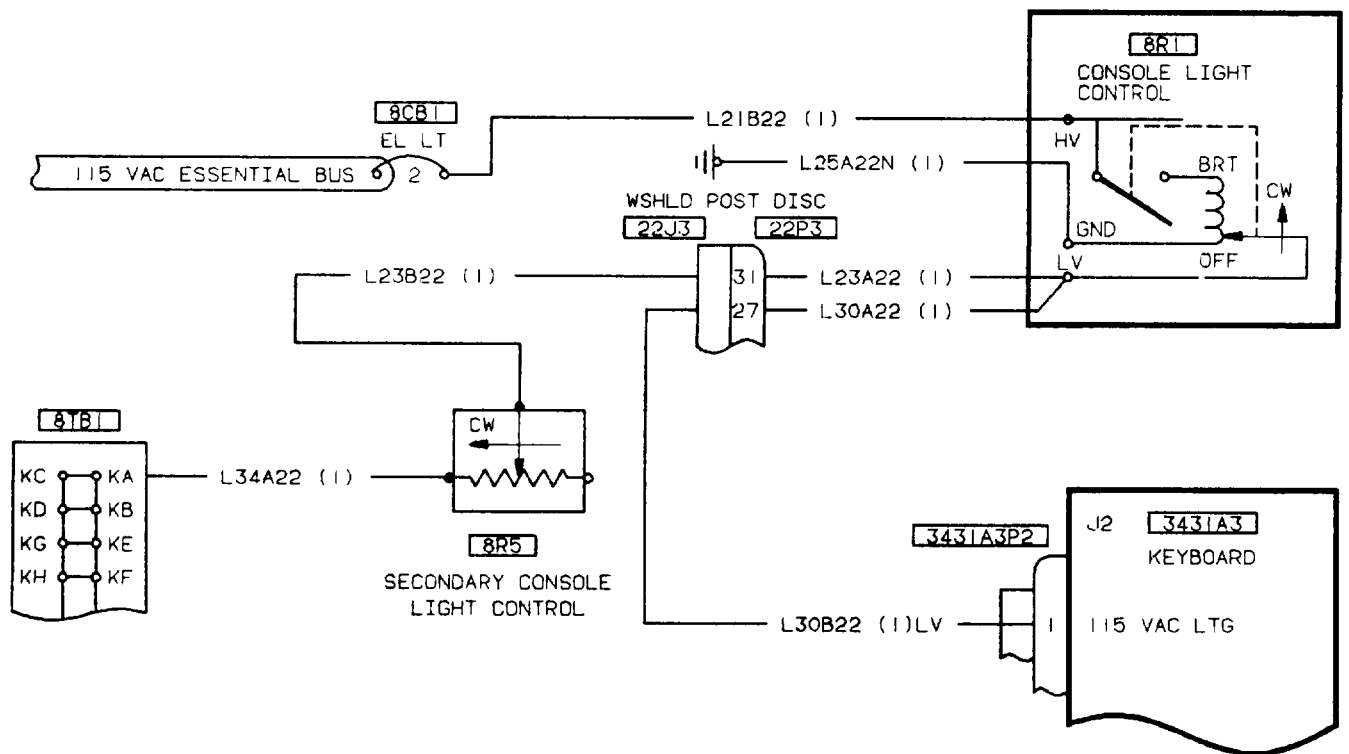 8R1
CONSOLE LIGHT
CONTROL
8CB1
EL LT
L21B22 (1)
HV
115 VAC ESSENTIAL BUS
2
L25A22N (1)
BRT
CW
WSHLD POST DISC
22J3
22P3
GND
LV
OFF
L23B22 (1)
31
L23A22 (1)
27
L30A22 (1)
8TB1
CW
KC
KA
L34A22 (1)
KD
KB
KG
KE
KH
KF
8R5
SECONDARY CONSOLE
LIGHT CONTROL
3431A3P2
J2
3431A3
KEYBOARD
L30B22 (1)LV
1
115 VAC LTG